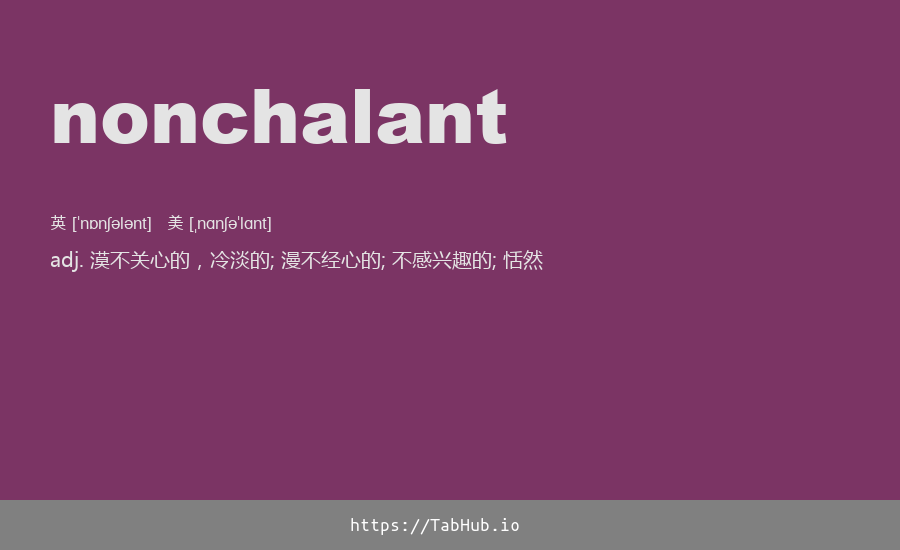 nonchalant
英 [ˈnɒnʃələnt] 美 [ˌnɑnʃəˈlɑnt]
adj. 漠不关心的，冷淡的; 漫不经心的; 不感兴趣的; 恬然
https://TabHub.io